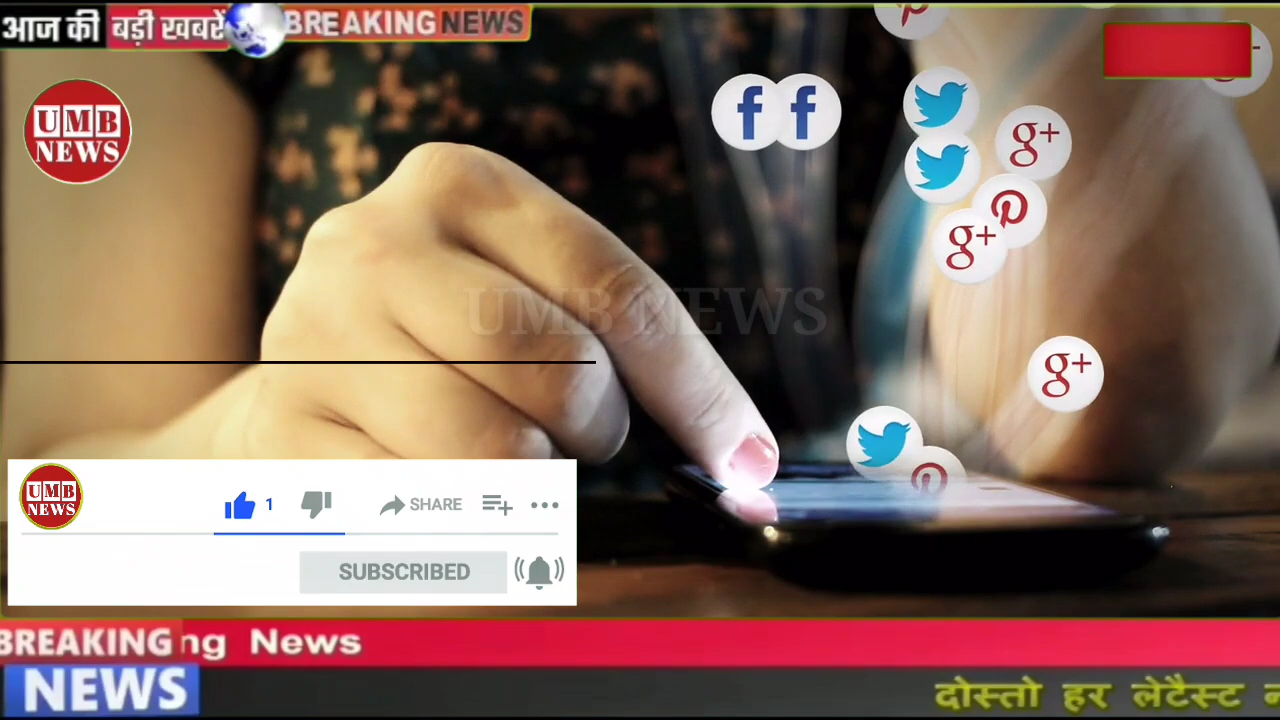 आज की बड़ी खबरें BREAKING NEWS
UMB
NEWS
UMB NEWS
UMB
NEWS
1
SHARE
SUBSCRIBED
BREAKING ng News
NEWS
दोस्तो हर लेटैस्ट